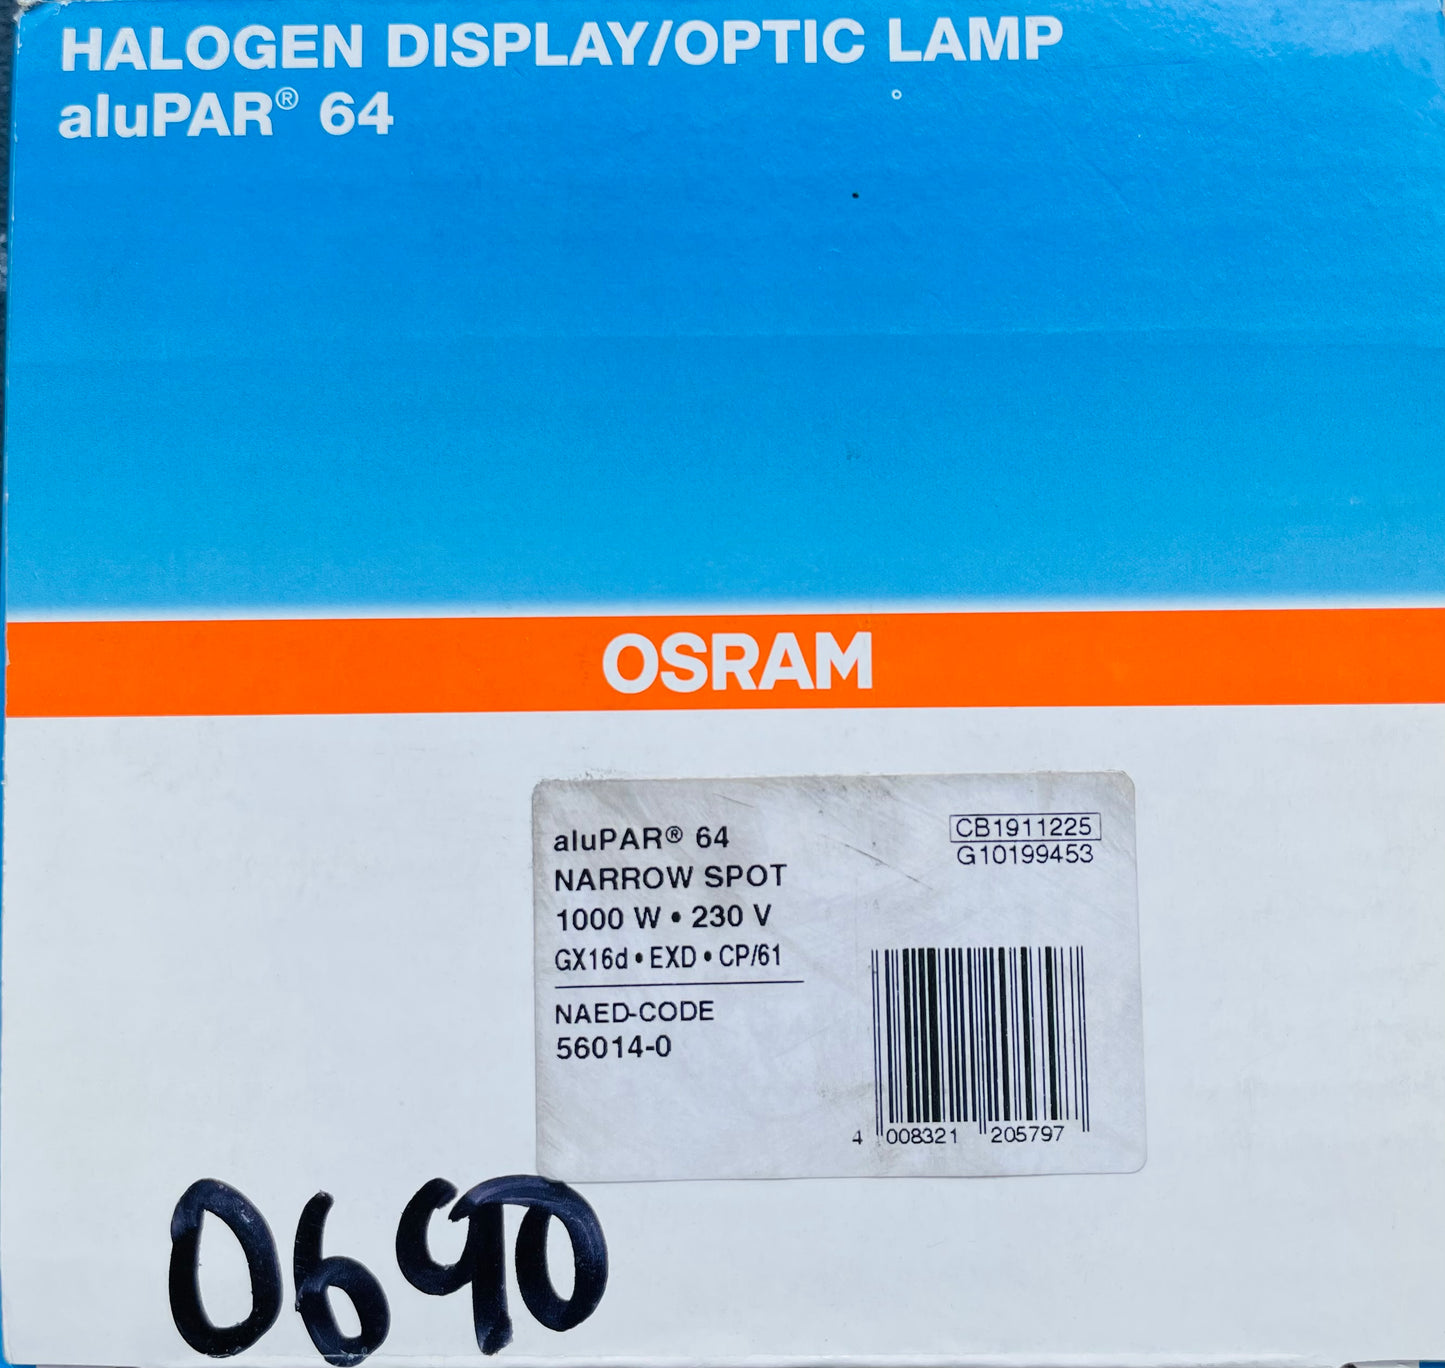 HALOGEN DISPLAY/OPTIC LAMP
aluPAR® 64
OSRAM
aluPAR® 64
NARROW SPOT
1000 W • 230 V
GX16d • EXD • CP/61
NAED-CODE
56014-0
CB1911225
G10199453
4 008321 205797
0690